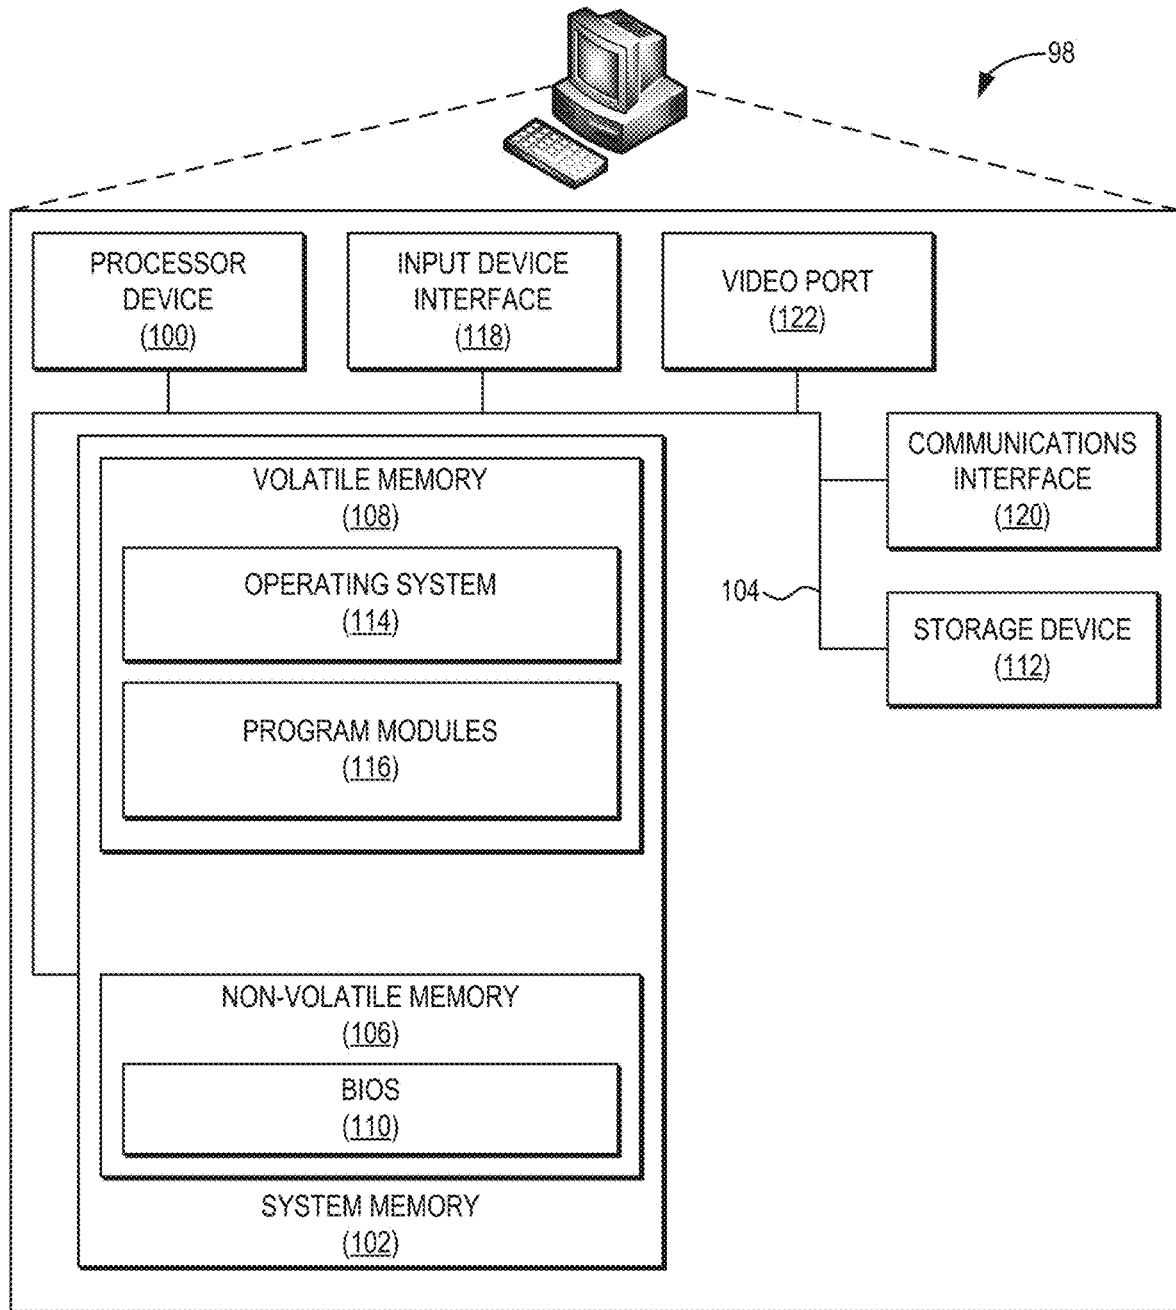 98
PROCESSOR
DEVICE
(100)
INPUT DEVICE
INTERFACE
(118)
VIDEO PORT
(122)
COMMUNICATIONS
INTERFACE
(120)
VOLATILE MEMORY
(108)
OPERATING SYSTEM
(114)
104
STORAGE DEVICE
(112)
PROGRAM MODULES
(116)
NON-VOLATILE MEMORY
(106)
BIOS
(110)
SYSTEM MEMORY
(102)